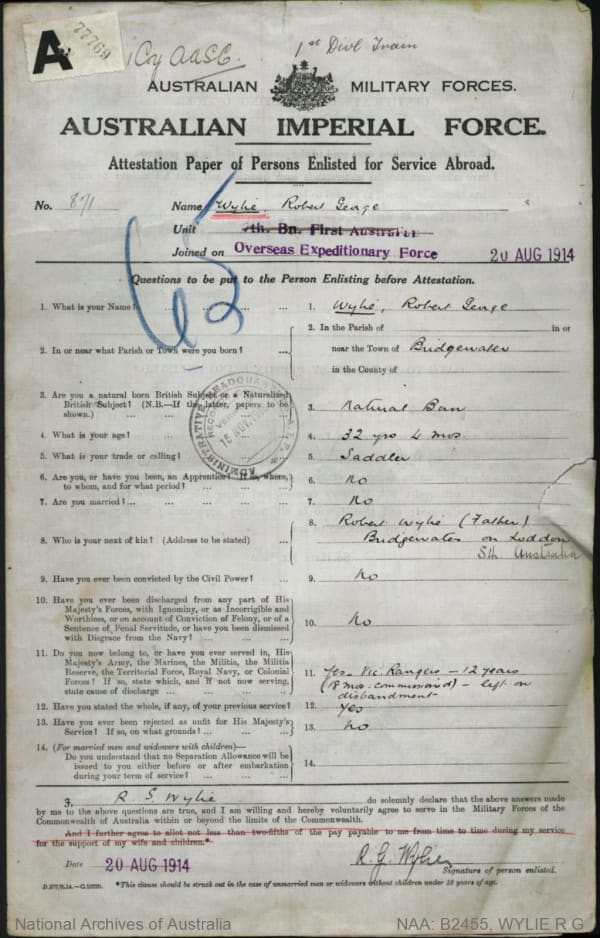 A 77769
1 Coy AASC. 1st Divl Train
AUSTRALIAN MILITARY FORCES.
AUSTRALIAN IMPERIAL FORCE.
Attestation Paper of Persons Enlisted for Service Abroad.
No. 871 Name Wylie, Robert George
Unit 7th. Bn. First Australian
Joined on Overseas Expeditionary Force 20 AUG 1914
65
Questions to be put to the Person Enlisting before Attestation.
1. What is your Name? ... ... ... 1. Wylie, Robert George
2. In or near what Parish or Town were you born? ... 2. In the Parish of in or
near the Town of Bridgewater
in the County of
3. Are you a natural born British Subject or a Naturalized
British Subject? (N.B.—If the latter, papers to be
shown.) ... ... ... 3. Natural Born
4. What is your age? ... ... ... 4. 32 yrs 4 mos.
5. What is your trade or calling? ... ... 5. Saddler
6. Are you, or have you been, an Apprentice? If so, where,
to whom, and for what period? ... ... ... 6. No
7. Are you married? ... ... ... ... 7. No
8. Who is your next of kin? (Address to be stated) ... 8. Robert Wylie (Father)
Bridgewater on Loddon
Sth Australia
9. Have you ever been convicted by the Civil Power? ... 9. No
10. Have you ever been discharged from any part of His
Majesty's Forces, with Ignominy, or as Incorrigible and
Worthless, or on account of Conviction of Felony, or of a
Sentence of Penal Servitude, or have you been dismissed
with Disgrace from the Navy? ... ... ... 10. No
11. Do you now belong to, or have you ever served in, His
Majesty's Army, the Marines, the Militia, the Militia
Reserve, the Territorial Force, Royal Navy, or Colonial
Forces? If so, state which, and if not now serving,
state cause of discharge ... ... ... 11. Yes - Vic. Rangers - 12 years
(18 mos. commissioned) - left on
disbandment -
12. Have you stated the whole, if any, of your previous service? 12. Yes
13. Have you ever been rejected as unfit for His Majesty's
Service? If so, on what grounds? ... ... ... 13. No
14. (For married men and widowers with children)—
Do you understand that no Separation Allowance will be
issued to you either before or after embarkation
during your term of service? ... ... ... 14.
I, R. G. Wylie do solemnly declare that the above answers made
by me to the above questions are true, and I am willing and hereby voluntarily agree to serve in the Military Forces of the
Commonwealth of Australia within or beyond the limits of the Commonwealth.
And I further agree to allot not less than two-fifths of the pay payable to me from time to time during my service
for the support of my wife and children.*
Date 20 AUG 1914 R. G. Wylie
Signature of person enlisted.
*This clause should be struck out in the case of unmarried men or widowers without children under 18 years of age.
National Archives of Australia NAA: B2455, WYLIE R G